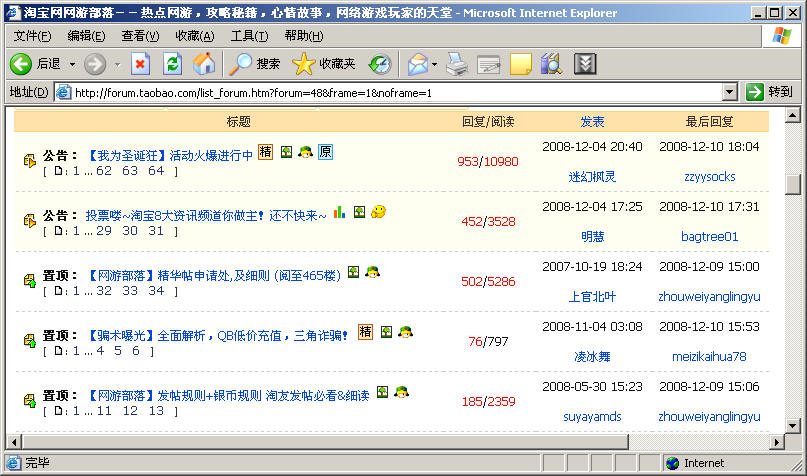 淘宝网网游部落－－热点网游，攻略秘籍，心情故事，网络游戏玩家的天堂 - Microsoft Internet Explorer
文件(F) 编辑(E) 查看(V) 收藏(A) 工具(T) 帮助(H)
后退 搜索 收藏夹
地址(D) http://forum.taobao.com/list_forum.htm?forum=48&frame=1&noframe=1 转到
标题 回复/阅读 发表 最后回复
公告：【我为圣诞狂】活动火爆进行中 精 原 953/10980 2008-12-04 20:40 2008-12-10 18:04
[ : 1 ... 62 63 64 ] 迷幻枫灵 zzyysocks
公告： 投票喽~淘宝8大资讯频道你做主！还不快来~ 452/3528 2008-12-04 17:25 2008-12-10 17:31
[ : 1 ... 29 30 31 ] 明慧 bagtree01
置顶：【网游部落】精华帖申请处,及细则 (阅至465楼) 502/5286 2007-10-19 18:24 2008-12-09 15:00
[ : 1 ... 32 33 34 ] 上官北叶 zhouweiyanglingyu
置顶：【骗术曝光】全面解析，QB低价充值，三角诈骗！ 精 76/797 2008-11-04 03:08 2008-12-10 15:53
[ : 1 ... 4 5 6 ] 凌冰舞 meizikaihua78
置顶：【网游部落】发帖规则+银币规则 淘友发帖必看&细读 185/2359 2008-05-30 15:23 2008-12-09 15:06
[ : 1 ... 11 12 13 ] suyayamds zhouweiyanglingyu
完毕 Internet